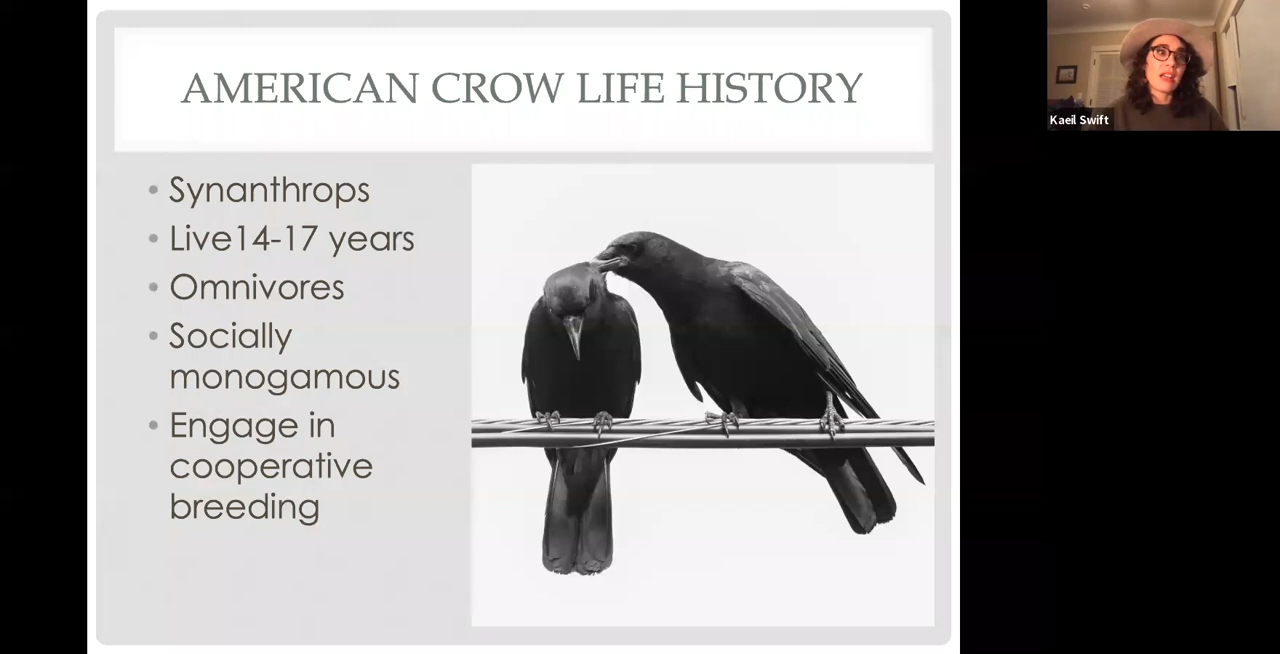 AMERICAN CROW LIFE HISTORY
• Synanthrops
• Live14-17 years
• Omnivores
• Socially
monogamous
• Engage in
cooperative
breeding
Kaeil Swift